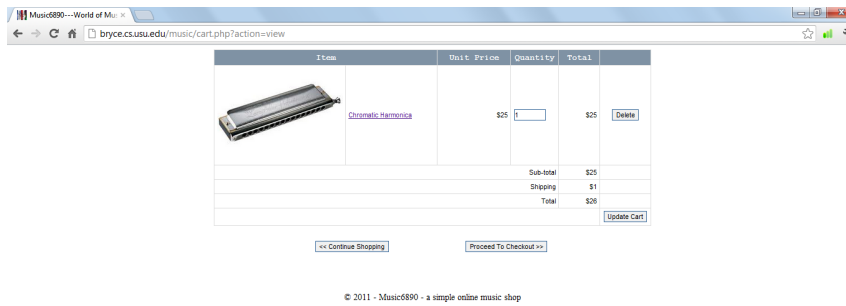 Music6890---World of Mus
bryce.cs.usu.edu/music/cart.php?action=view
Item Unit Price Quantity Total
Chromatic Harmonica $25 1 $25 Delete
Sub-total $25
Shipping $1
Total $26
Update Cart
<< Continue Shopping Proceed To Checkout >>
© 2011 - Music6890 - a simple online music shop